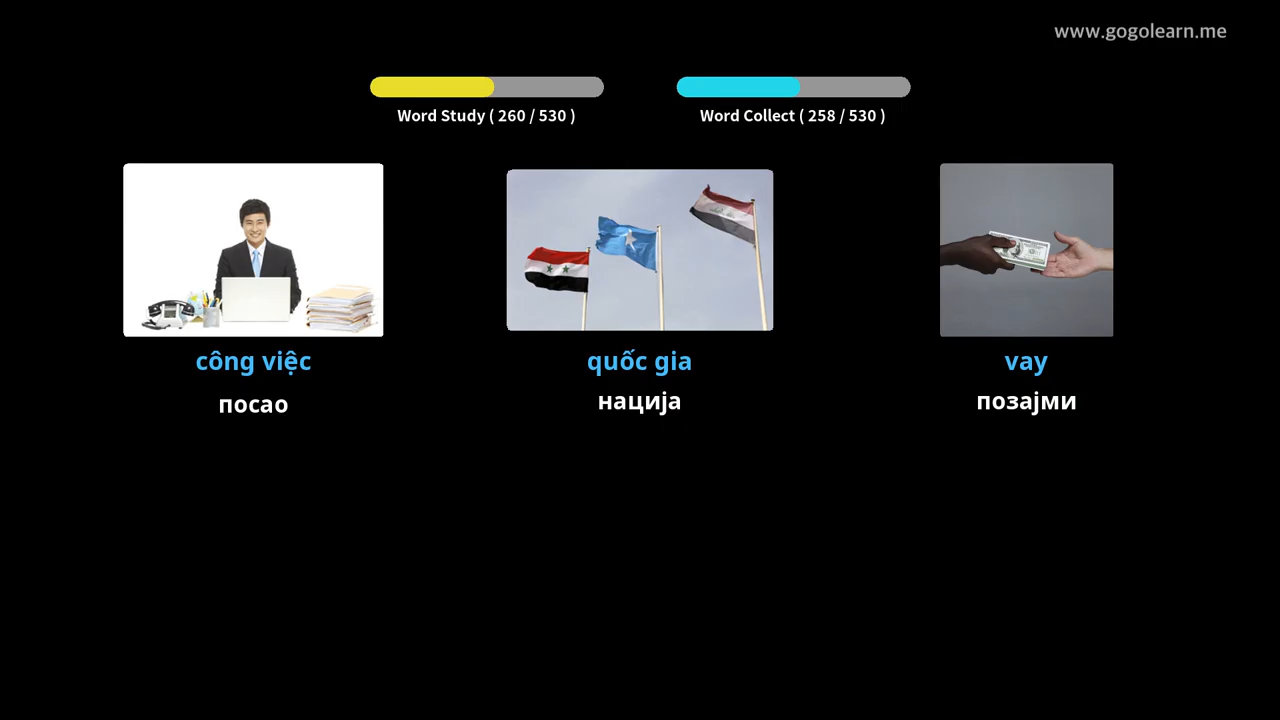 www.gogolearn.me
Word Study ( 260 / 530 )
Word Collect ( 258 / 530 )
công việc
quốc gia
vay
посао
нација
позајми